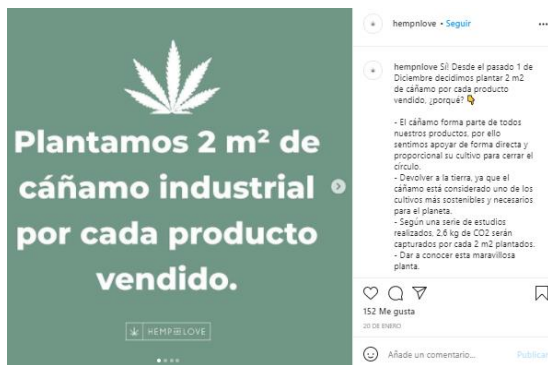 Plantamos 2 m² de
cáñamo industrial
por cada producto
vendido.
HEMP LOVE
hempnlove • Seguir
hempnlove Sí! Desde el pasado 1 de
Diciembre decidimos plantar 2 m2
de cáñamo por cada producto
vendido, ¿porqué? 👇
- El cáñamo forma parte de todos
nuestros productos, por ello
sentimos apoyar de forma directa y
proporcional su cultivo para cerrar el
círculo.
- Devolver a la tierra, ya que el
cáñamo está considerado uno de los
cultivos más sostenibles y necesarios
para el planeta.
- Según una serie de estudios
realizados, 2,6 kg de CO2 serán
capturados por cada 2 m2 plantados.
- Dar a conocer esta maravillosa
planta.
152 Me gusta
20 DE ENERO
Añade un comentario...
Publicar